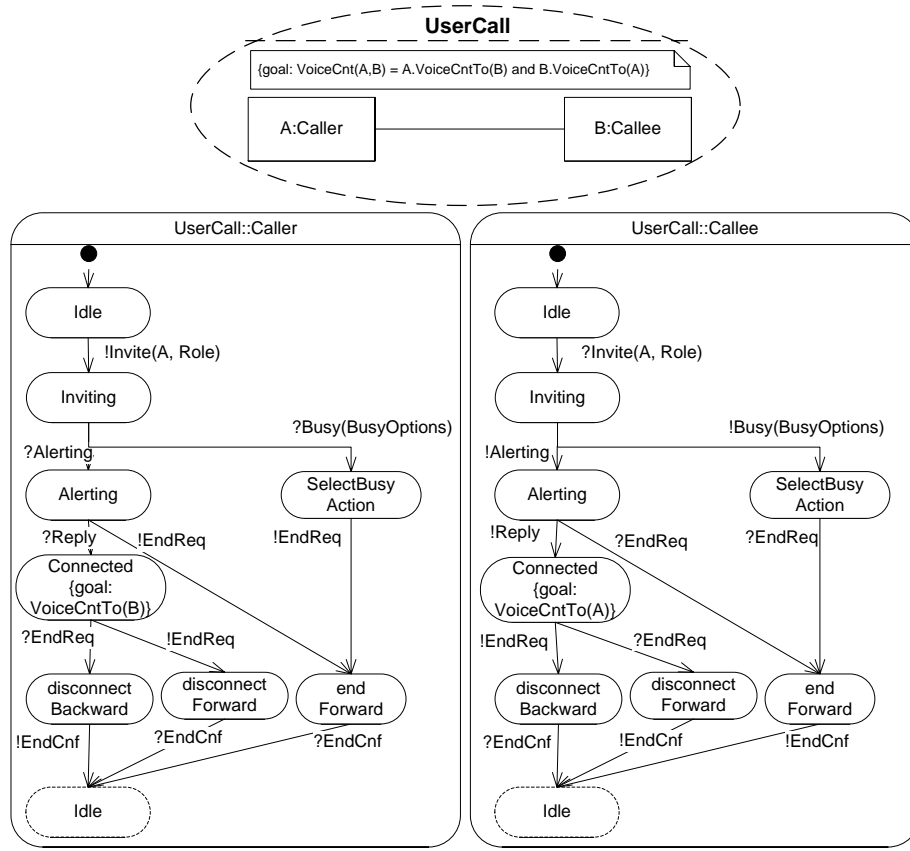 UserCall
{goal: VoiceCnt(A,B) = A.VoiceCntTo(B) and B.VoiceCntTo(A)}
A:Caller
B:Callee
UserCall::Caller
Idle
!Invite(A, Role)
Inviting
?Busy(BusyOptions)
?Alerting
Alerting
SelectBusy
Action
?Reply
!EndReq
!EndReq
Connected
{goal:
VoiceCntTo(B)}
?EndReq
!EndReq
disconnect
Backward
disconnect
Forward
end
Forward
!EndCnf
?EndCnf
?EndCnf
Idle
UserCall::Callee
Idle
?Invite(A, Role)
Inviting
!Busy(BusyOptions)
!Alerting
Alerting
SelectBusy
Action
!Reply
?EndReq
?EndReq
Connected
{goal:
VoiceCntTo(A)}
!EndReq
?EndReq
disconnect
Backward
disconnect
Forward
end
Forward
?EndCnf
!EndCnf
!EndCnf
Idle